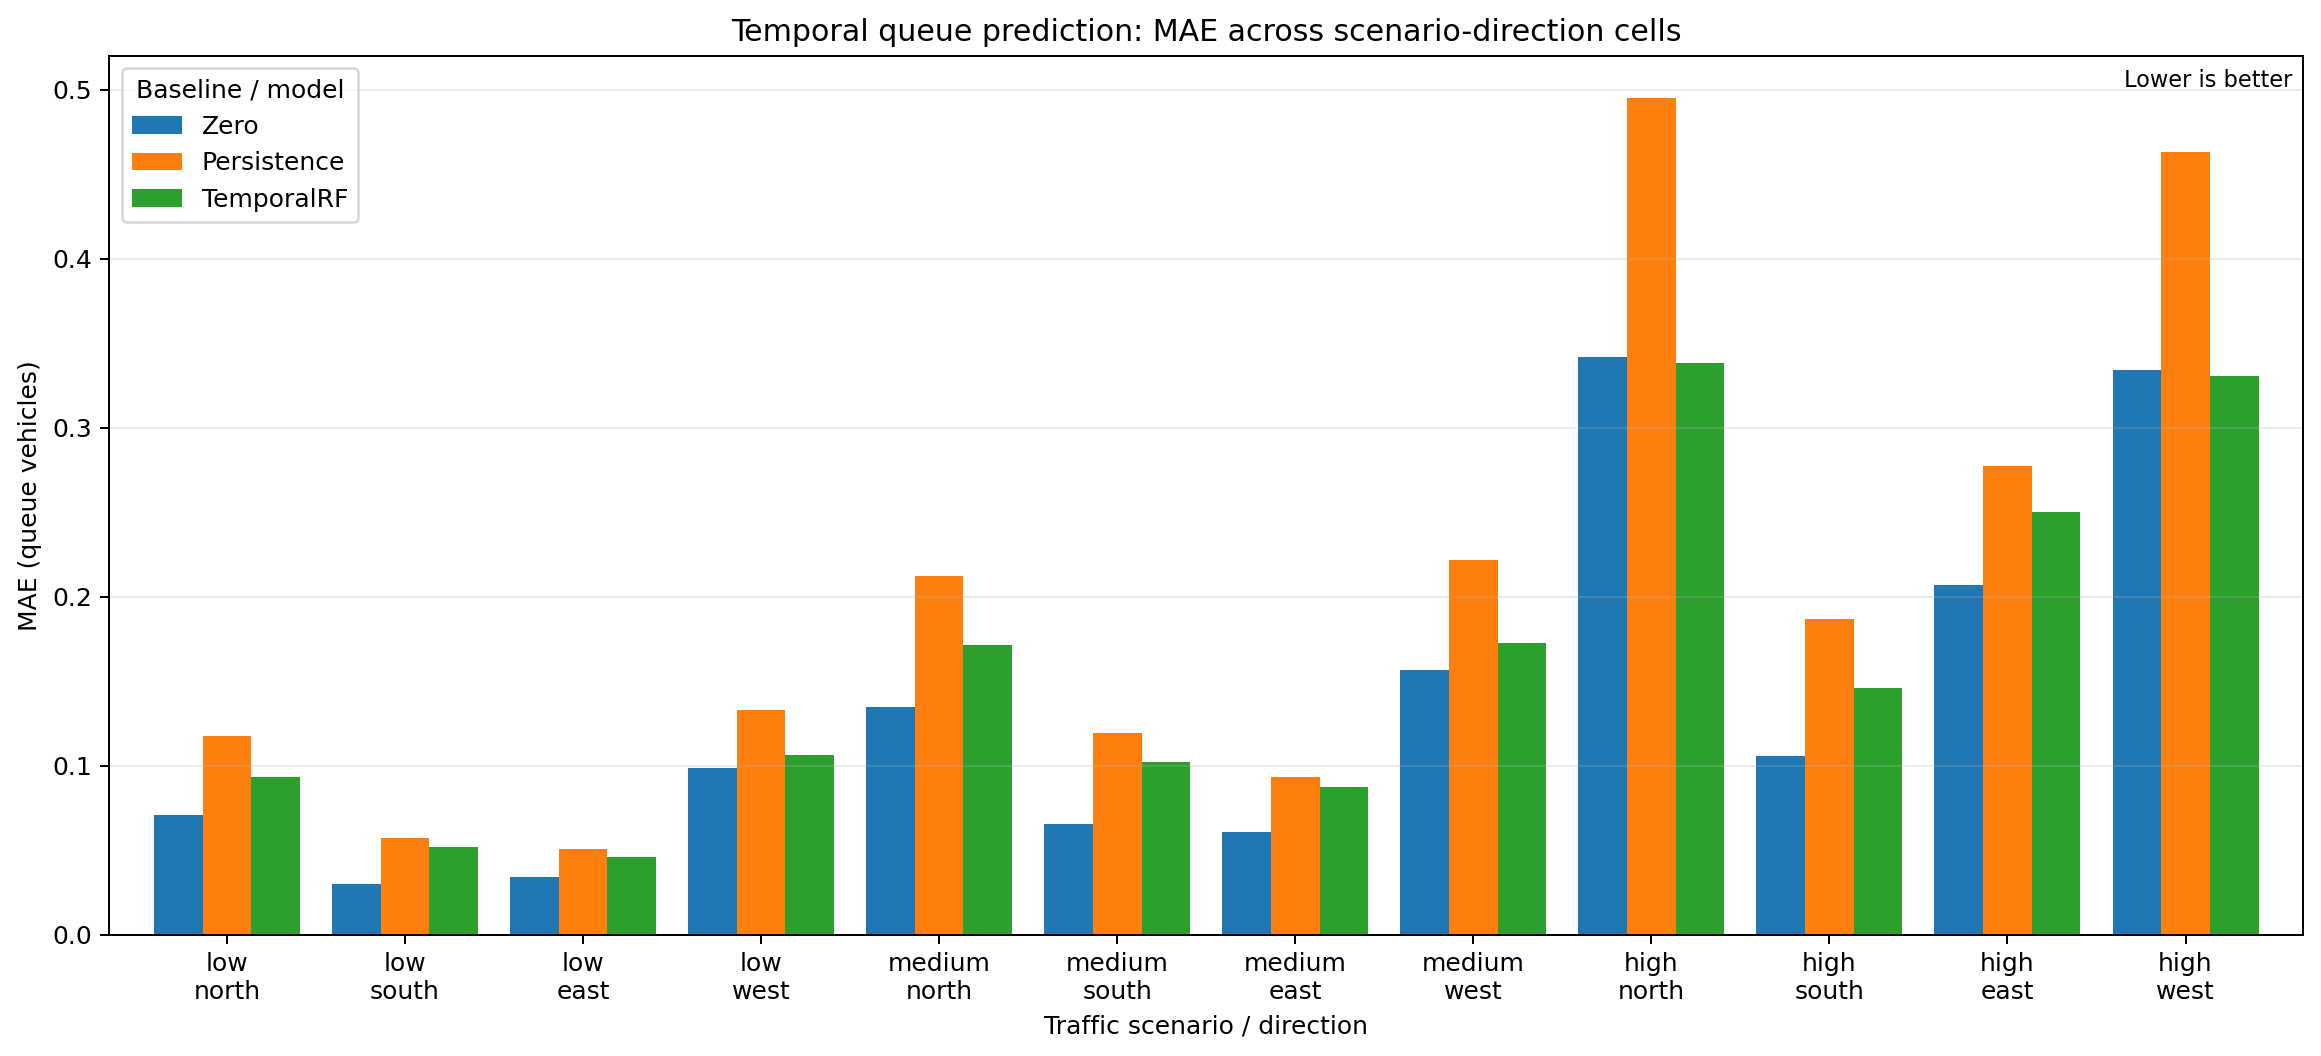 Temporal queue prediction: MAE across scenario-direction cells
Lower is better
Baseline / model
Zero
Persistence
TemporalRF
MAE (queue vehicles)
0.5
0.4
0.3
0.2
0.1
0.0
low
north
low
south
low
east
low
west
medium
north
medium
south
medium
east
medium
west
high
north
high
south
high
east
high
west
Traffic scenario / direction